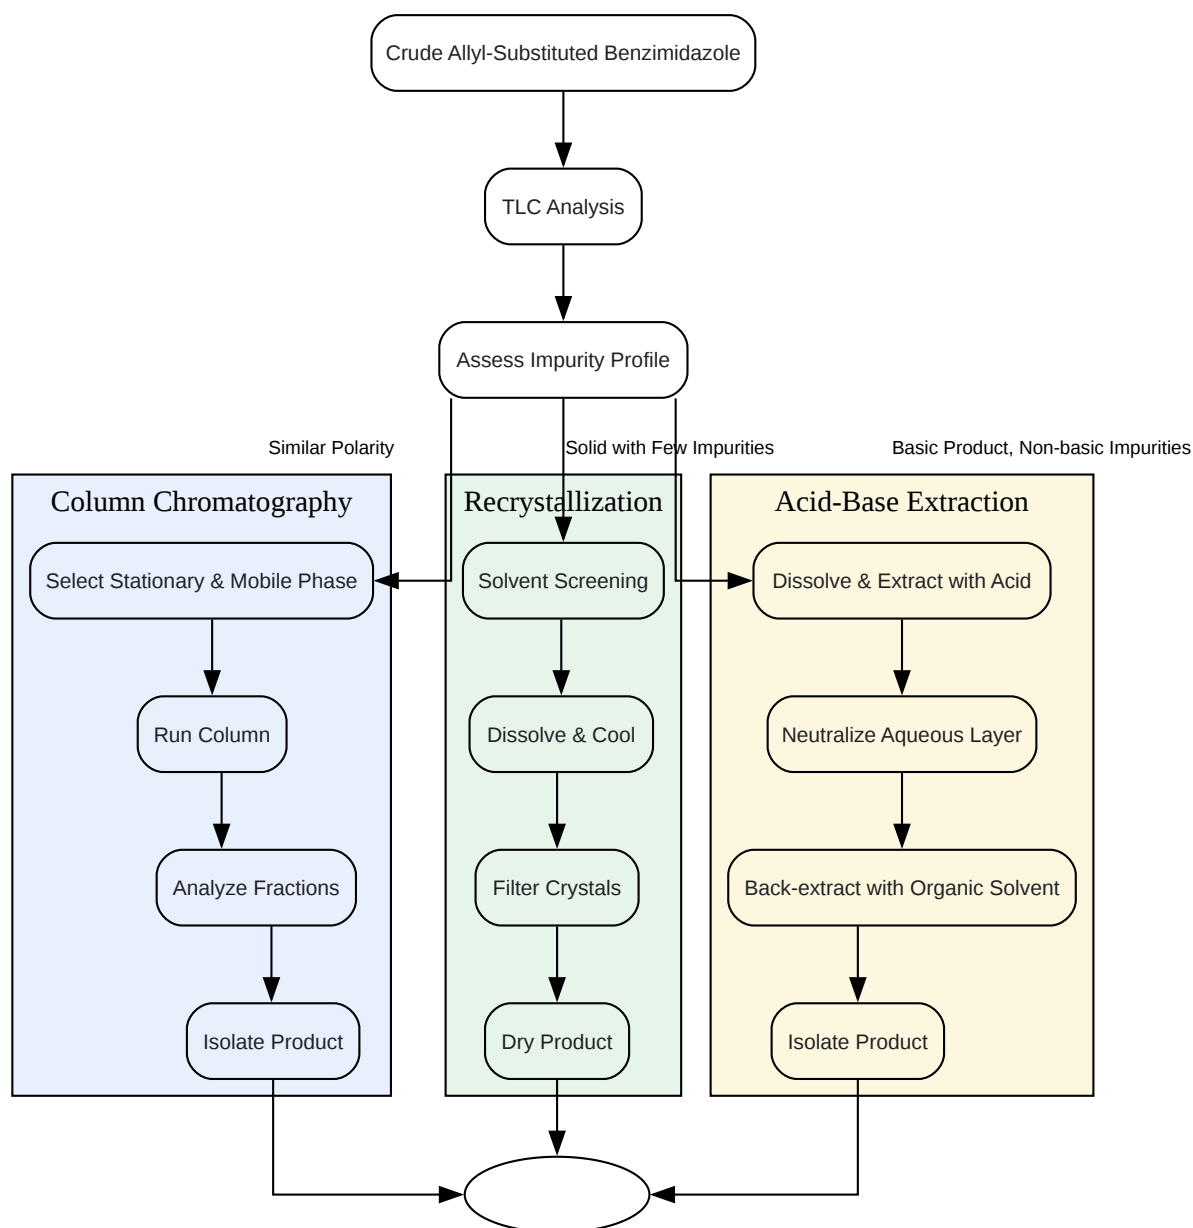 Crude Allyl-Substituted Benzimidazole
TLC Analysis
Assess Impurity Profile
Similar Polarity
Solid with Few Impurities
Basic Product, Non-basic Impurities
Column Chromatography
Select Stationary & Mobile Phase
Run Column
Analyze Fractions
Isolate Product
Recrystallization
Solvent Screening
Dissolve & Cool
Filter Crystals
Dry Product
Acid-Base Extraction
Dissolve & Extract with Acid
Neutralize Aqueous Layer
Back-extract with Organic Solvent
Isolate Product